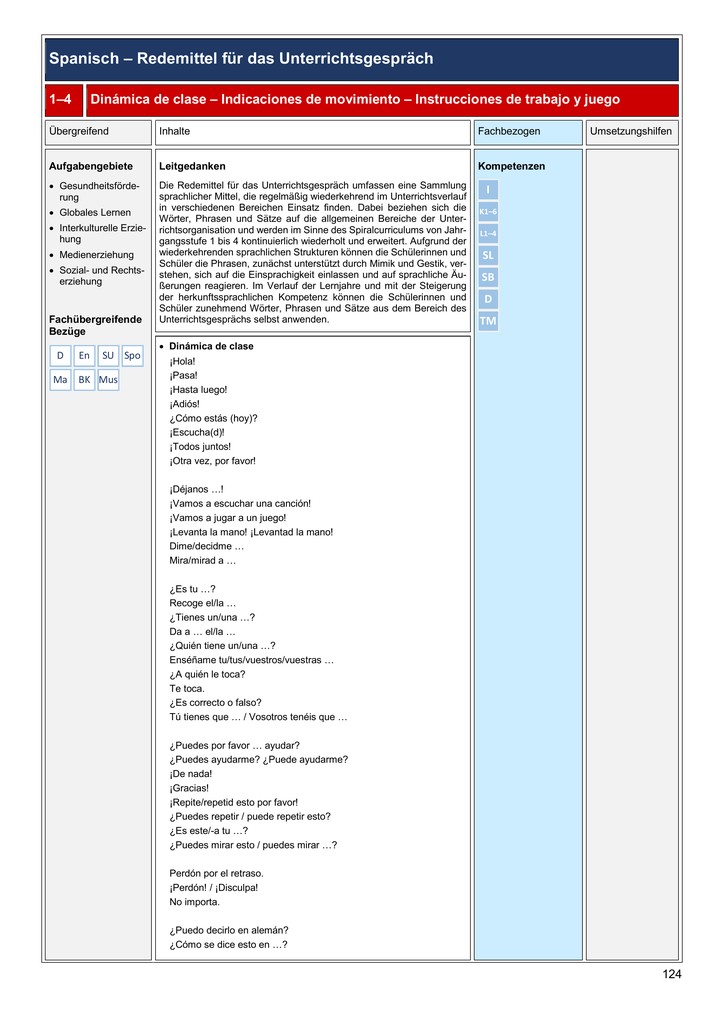 Spanisch – Redemittel für das Unterrichtsgespräch
1–4
Dinámica de clase – Indicaciones de movimiento – Instrucciones de trabajo y juego
Übergreifend
Inhalte
Fachbezogen
Umsetzungshilfen
Aufgabengebiete
• Gesundheitsförde-
rung
• Globales Lernen
• Interkulturelle Erzie-
hung
• Medienerziehung
• Sozial- und Rechts-
erziehung
Fachübergreifende
Bezüge
D En SU Spo
Ma BK Mus
Leitgedanken
Die Redemittel für das Unterrichtsgespräch umfassen eine Sammlung
sprachlicher Mittel, die regelmäßig wiederkehrend im Unterrichtsverlauf
in verschiedenen Bereichen Einsatz finden. Dabei beziehen sich die
Wörter, Phrasen und Sätze auf die allgemeinen Bereiche der Unter-
richtsorganisation und werden im Sinne des Spiralcurriculums von Jahr-
gangsstufe 1 bis 4 kontinuierlich wiederholt und erweitert. Aufgrund der
wiederkehrenden sprachlichen Strukturen können die Schülerinnen und
Schüler die Phrasen, zunächst unterstützt durch Mimik und Gestik, ver-
stehen, sich auf die Einsprachigkeit einlassen und auf sprachliche Äu-
ßerungen reagieren. Im Verlauf der Lernjahre und mit der Steigerung
der herkunftssprachlichen Kompetenz können die Schülerinnen und
Schüler zunehmend Wörter, Phrasen und Sätze aus dem Bereich des
Unterrichtsgesprächs selbst anwenden.
• Dinámica de clase
¡Hola!
¡Pasa!
¡Hasta luego!
¡Adiós!
¿Cómo estás (hoy)?
¡Escucha(d)!
¡Todos juntos!
¡Otra vez, por favor!
¡Déjanos …!
¡Vamos a escuchar una canción!
¡Vamos a jugar a un juego!
¡Levanta la mano! ¡Levantad la mano!
Dime/decidme …
Mira/mirad a …
¿Es tu …?
Recoge el/la …
¿Tienes un/una …?
Da a … el/la …
¿Quién tiene un/una …?
Enséñame tu/tus/vuestros/vuestras …
¿A quién le toca?
Te toca.
¿Es correcto o falso?
Tú tienes que … / Vosotros tenéis que …
¿Puedes por favor … ayudar?
¿Puedes ayudarme? ¿Puede ayudarme?
¡De nada!
¡Gracias!
¡Repite/repetid esto por favor!
¿Puedes repetir / puede repetir esto?
¿Es este/-a tu …?
¿Puedes mirar esto / puedes mirar …?
Perdón por el retraso.
¡Perdón! / ¡Disculpa!
No importa.
¿Puedo decirlo en alemán?
¿Cómo se dice esto en …?
Kompetenzen
I
K1–6
L1–4
SL
SB
D
TM
124